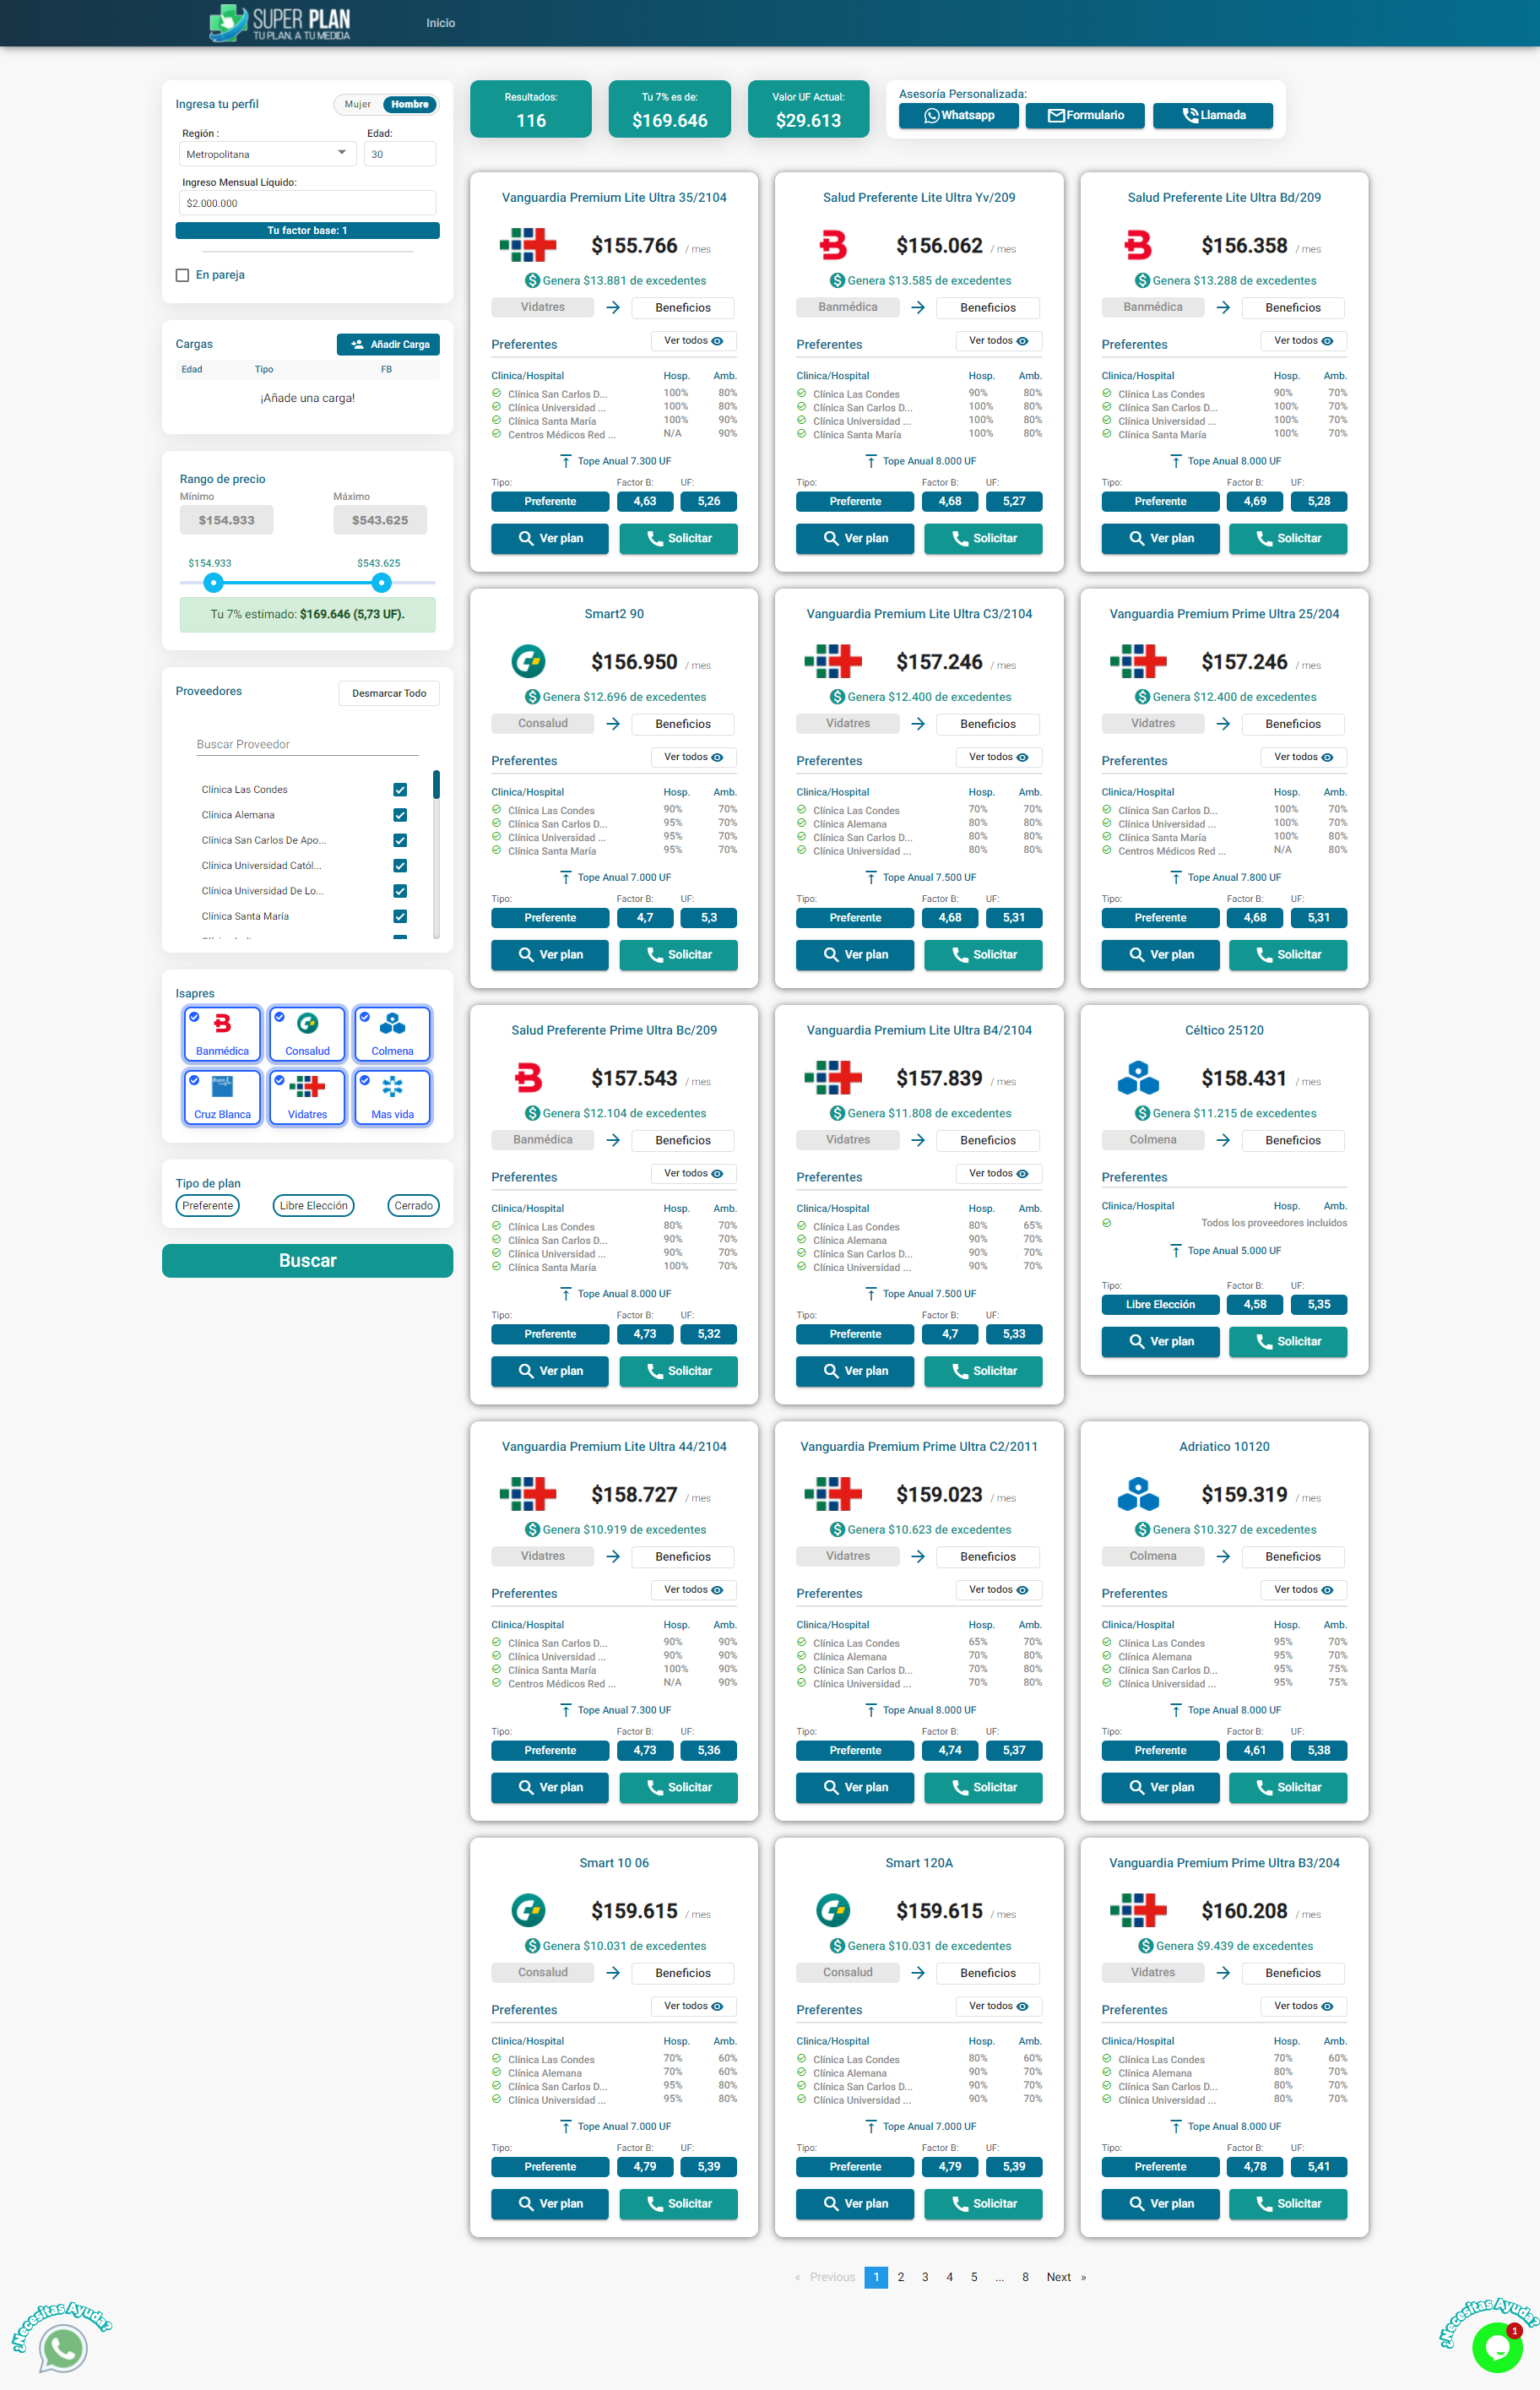 SUPER PLAN
TU PLAN, A TU MEDIDA
Inicio
Ingresa tu perfil
Mujer Hombre
Región : Edad:
Metropolitana 30
Ingreso Mensual Líquido:
$2.000.000
Tu factor base: 1
En pareja
Cargas Añadir Carga
Edad Tipo FB
¡Añade una carga!
Rango de precio
Mínimo Máximo
$154.933 $543.625
$154.933 $543.625
Tu 7% estimado: $169.646 (5,73 UF).
Proveedores Desmarcar Todo
Buscar Proveedor
Clínica Las Condes
Clínica Alemana
Clínica San Carlos De Apo...
Clínica Universidad Catól...
Clínica Universidad De Lo...
Clínica Santa María
Isapres
Banmédica Consalud Colmena
Cruz Blanca Vidatres Mas vida
Tipo de plan
Preferente Libre Elección Cerrado
Buscar
Resultados: Tu 7% es de: Valor UF Actual:
116 $169.646 $29.613
Asesoría Personalizada:
Whatsapp Formulario Llamada
Vanguardia Premium Lite Ultra 35/2104
$155.766 / mes
Genera $13.881 de excedentes
Vidatres Beneficios
Preferentes Ver todos
Clinica/Hospital Hosp. Amb.
Clínica San Carlos D... 100% 80%
Clínica Universidad ... 100% 80%
Clínica Santa María 100% 90%
Centros Médicos Red ... N/A 90%
Tope Anual 7.300 UF
Tipo: Factor B: UF:
Preferente 4,63 5,26
Ver plan Solicitar
Salud Preferente Lite Ultra Yv/209
$156.062 / mes
Genera $13.585 de excedentes
Banmédica Beneficios
Preferentes Ver todos
Clinica/Hospital Hosp. Amb.
Clínica Las Condes 90% 80%
Clínica San Carlos D... 100% 80%
Clínica Universidad ... 100% 80%
Clínica Santa María 100% 80%
Tope Anual 8.000 UF
Tipo: Factor B: UF:
Preferente 4,68 5,27
Ver plan Solicitar
Salud Preferente Lite Ultra Bd/209
$156.358 / mes
Genera $13.288 de excedentes
Banmédica Beneficios
Preferentes Ver todos
Clinica/Hospital Hosp. Amb.
Clínica Las Condes 90% 70%
Clínica San Carlos D... 100% 70%
Clínica Universidad ... 100% 70%
Clínica Santa María 100% 70%
Tope Anual 8.000 UF
Tipo: Factor B: UF:
Preferente 4,69 5,28
Ver plan Solicitar
Smart2 90
$156.950 / mes
Genera $12.696 de excedentes
Consalud Beneficios
Preferentes Ver todos
Clinica/Hospital Hosp. Amb.
Clínica Las Condes 90% 70%
Clínica San Carlos D... 95% 70%
Clínica Universidad ... 95% 70%
Clínica Santa María 95% 70%
Tope Anual 7.000 UF
Tipo: Factor B: UF:
Preferente 4,7 5,3
Ver plan Solicitar
Vanguardia Premium Lite Ultra C3/2104
$157.246 / mes
Genera $12.400 de excedentes
Vidatres Beneficios
Preferentes Ver todos
Clinica/Hospital Hosp. Amb.
Clínica Las Condes 70% 70%
Clínica Alemana 80% 80%
Clínica San Carlos D... 80% 80%
Clínica Universidad ... 80% 80%
Tope Anual 7.500 UF
Tipo: Factor B: UF:
Preferente 4,68 5,31
Ver plan Solicitar
Vanguardia Premium Prime Ultra 25/204
$157.246 / mes
Genera $12.400 de excedentes
Vidatres Beneficios
Preferentes Ver todos
Clinica/Hospital Hosp. Amb.
Clínica San Carlos D... 100% 70%
Clínica Universidad ... 100% 70%
Clínica Santa María 100% 80%
Centros Médicos Red ... N/A 80%
Tope Anual 7.800 UF
Tipo: Factor B: UF:
Preferente 4,68 5,31
Ver plan Solicitar
Salud Preferente Prime Ultra Bc/209
$157.543 / mes
Genera $12.104 de excedentes
Banmédica Beneficios
Preferentes Ver todos
Clinica/Hospital Hosp. Amb.
Clínica Las Condes 80% 70%
Clínica San Carlos D... 90% 70%
Clínica Universidad ... 90% 70%
Clínica Santa María 100% 70%
Tope Anual 8.000 UF
Tipo: Factor B: UF:
Preferente 4,73 5,32
Ver plan Solicitar
Vanguardia Premium Lite Ultra B4/2104
$157.839 / mes
Genera $11.808 de excedentes
Vidatres Beneficios
Preferentes Ver todos
Clinica/Hospital Hosp. Amb.
Clínica Las Condes 80% 65%
Clínica Alemana 90% 70%
Clínica San Carlos D... 90% 70%
Clínica Universidad ... 90% 70%
Tope Anual 7.500 UF
Tipo: Factor B: UF:
Preferente 4,7 5,33
Ver plan Solicitar
Céltico 25120
$158.431 / mes
Genera $11.215 de excedentes
Colmena Beneficios
Preferentes
Clinica/Hospital Hosp. Amb.
Todos los proveedores incluidos
Tope Anual 5.000 UF
Tipo: Factor B: UF:
Libre Elección 4,58 5,35
Ver plan Solicitar
Vanguardia Premium Lite Ultra 44/2104
$158.727 / mes
Genera $10.919 de excedentes
Vidatres Beneficios
Preferentes Ver todos
Clinica/Hospital Hosp. Amb.
Clínica San Carlos D... 90% 90%
Clínica Universidad ... 90% 90%
Clínica Santa María 100% 90%
Centros Médicos Red ... N/A 90%
Tope Anual 7.300 UF
Tipo: Factor B: UF:
Preferente 4,73 5,36
Ver plan Solicitar
Vanguardia Premium Prime Ultra C2/2011
$159.023 / mes
Genera $10.623 de excedentes
Vidatres Beneficios
Preferentes Ver todos
Clinica/Hospital Hosp. Amb.
Clínica Las Condes 65% 70%
Clínica Alemana 70% 80%
Clínica San Carlos D... 70% 80%
Clínica Universidad ... 70% 80%
Tope Anual 8.000 UF
Tipo: Factor B: UF:
Preferente 4,74 5,37
Ver plan Solicitar
Adriatico 10120
$159.319 / mes
Genera $10.327 de excedentes
Colmena Beneficios
Preferentes Ver todos
Clinica/Hospital Hosp. Amb.
Clínica Las Condes 95% 70%
Clínica Alemana 95% 70%
Clínica San Carlos D... 95% 75%
Clínica Universidad ... 95% 75%
Tope Anual 8.000 UF
Tipo: Factor B: UF:
Preferente 4,61 5,38
Ver plan Solicitar
Smart 10 06
$159.615 / mes
Genera $10.031 de excedentes
Consalud Beneficios
Preferentes Ver todos
Clinica/Hospital Hosp. Amb.
Clínica Las Condes 70% 60%
Clínica Alemana 70% 60%
Clínica San Carlos D... 95% 80%
Clínica Universidad ... 95% 80%
Tope Anual 7.000 UF
Tipo: Factor B: UF:
Preferente 4,79 5,39
Ver plan Solicitar
Smart 120A
$159.615 / mes
Genera $10.031 de excedentes
Consalud Beneficios
Preferentes Ver todos
Clinica/Hospital Hosp. Amb.
Clínica Las Condes 80% 60%
Clínica Alemana 90% 70%
Clínica San Carlos D... 90% 70%
Clínica Universidad ... 90% 70%
Tope Anual 7.000 UF
Tipo: Factor B: UF:
Preferente 4,79 5,39
Ver plan Solicitar
Vanguardia Premium Prime Ultra B3/204
$160.208 / mes
Genera $9.439 de excedentes
Vidatres Beneficios
Preferentes Ver todos
Clinica/Hospital Hosp. Amb.
Clínica Las Condes 70% 60%
Clínica Alemana 80% 70%
Clínica San Carlos D... 80% 70%
Clínica Universidad ... 80% 70%
Tope Anual 8.000 UF
Tipo: Factor B: UF:
Preferente 4,78 5,41
Ver plan Solicitar
« Previous 1 2 3 4 5 ... 8 Next »
¿Necesitas Ayuda?
¿Necesitas Ayuda?
1